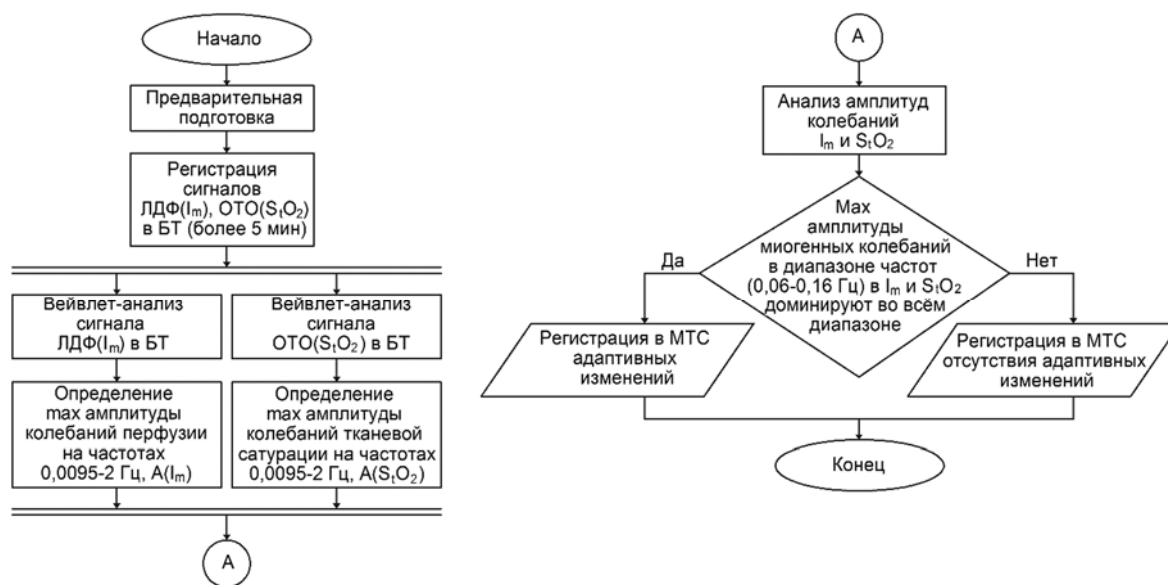 Начало
Предварительная
подготовка
Регистрация
сигналов
ЛДФ(Iₘ), ОТО(SₜO₂)
в БТ (более 5 мин)
Вейвлет-анализ
сигнала
ЛДФ(Iₘ) в БТ
Вейвлет-анализ
сигнала
ОТО(SₜO₂) в БТ
Определение
max амплитуды
колебаний перфузии
на частотах
0,0095-2 Гц, A(Iₘ)
Определение
max амплитуды
колебаний тканевой
сатурации на частотах
0,0095-2 Гц, A(SₜO₂)
А
А
Анализ амплитуд
колебаний
Iₘ и SₜO₂
Max
амплитуды
миогенных колебаний
в диапазоне частот
(0,06-0,16 Гц) в Iₘ и SₜO₂
доминируют во всём
диапазоне
Да
Нет
Регистрация в МТС
адаптивных
изменений
Регистрация в МТС
отсутствия адаптивных
изменений
Конец